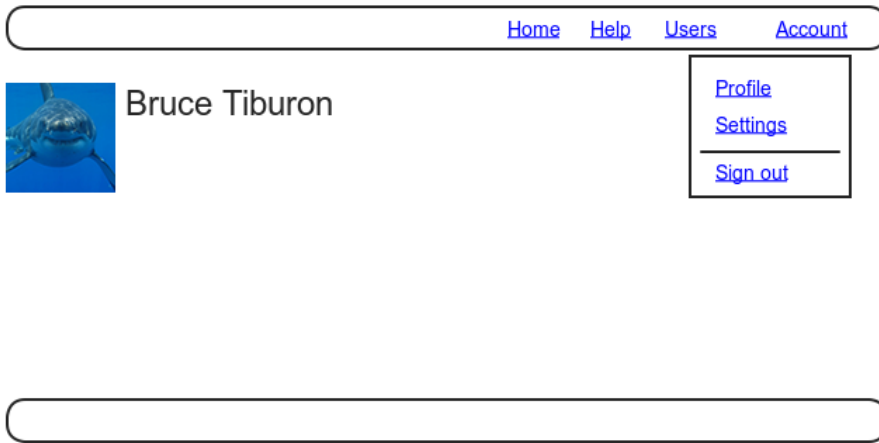 Home Help Users Account
Bruce Tiburon
Profile
Settings
Sign out